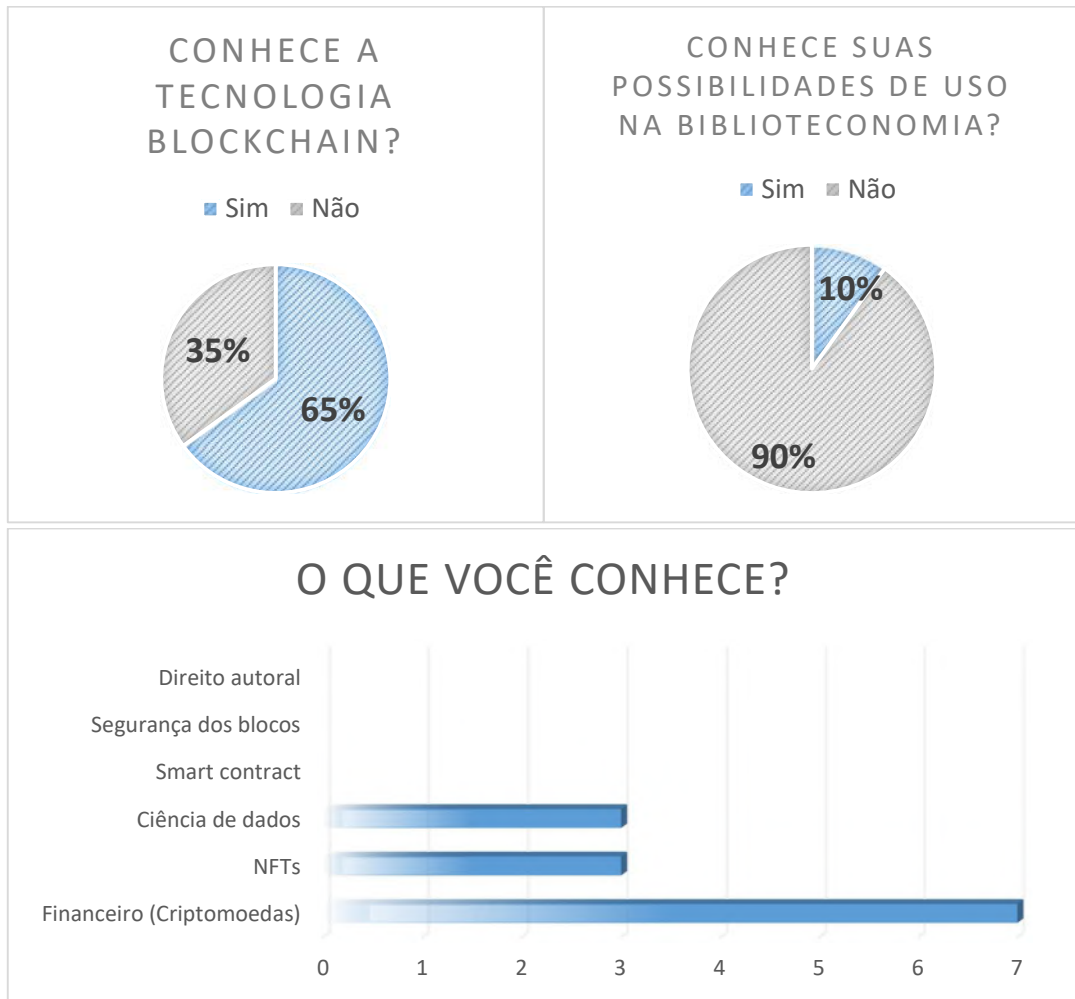 CONHECE A
TECNOLOGIA
BLOCKCHAIN?
Sim Não
35%
65%
CONHECE SUAS
POSSIBILIDADES DE USO
NA BIBLIOTECONOMIA?
Sim Não
10%
90%
O QUE VOCÊ CONHECE?
Direito autoral
Segurança dos blocos
Smart contract
Ciência de dados
NFTs
Financeiro (Criptomoedas)
0 1 2 3 4 5 6 7